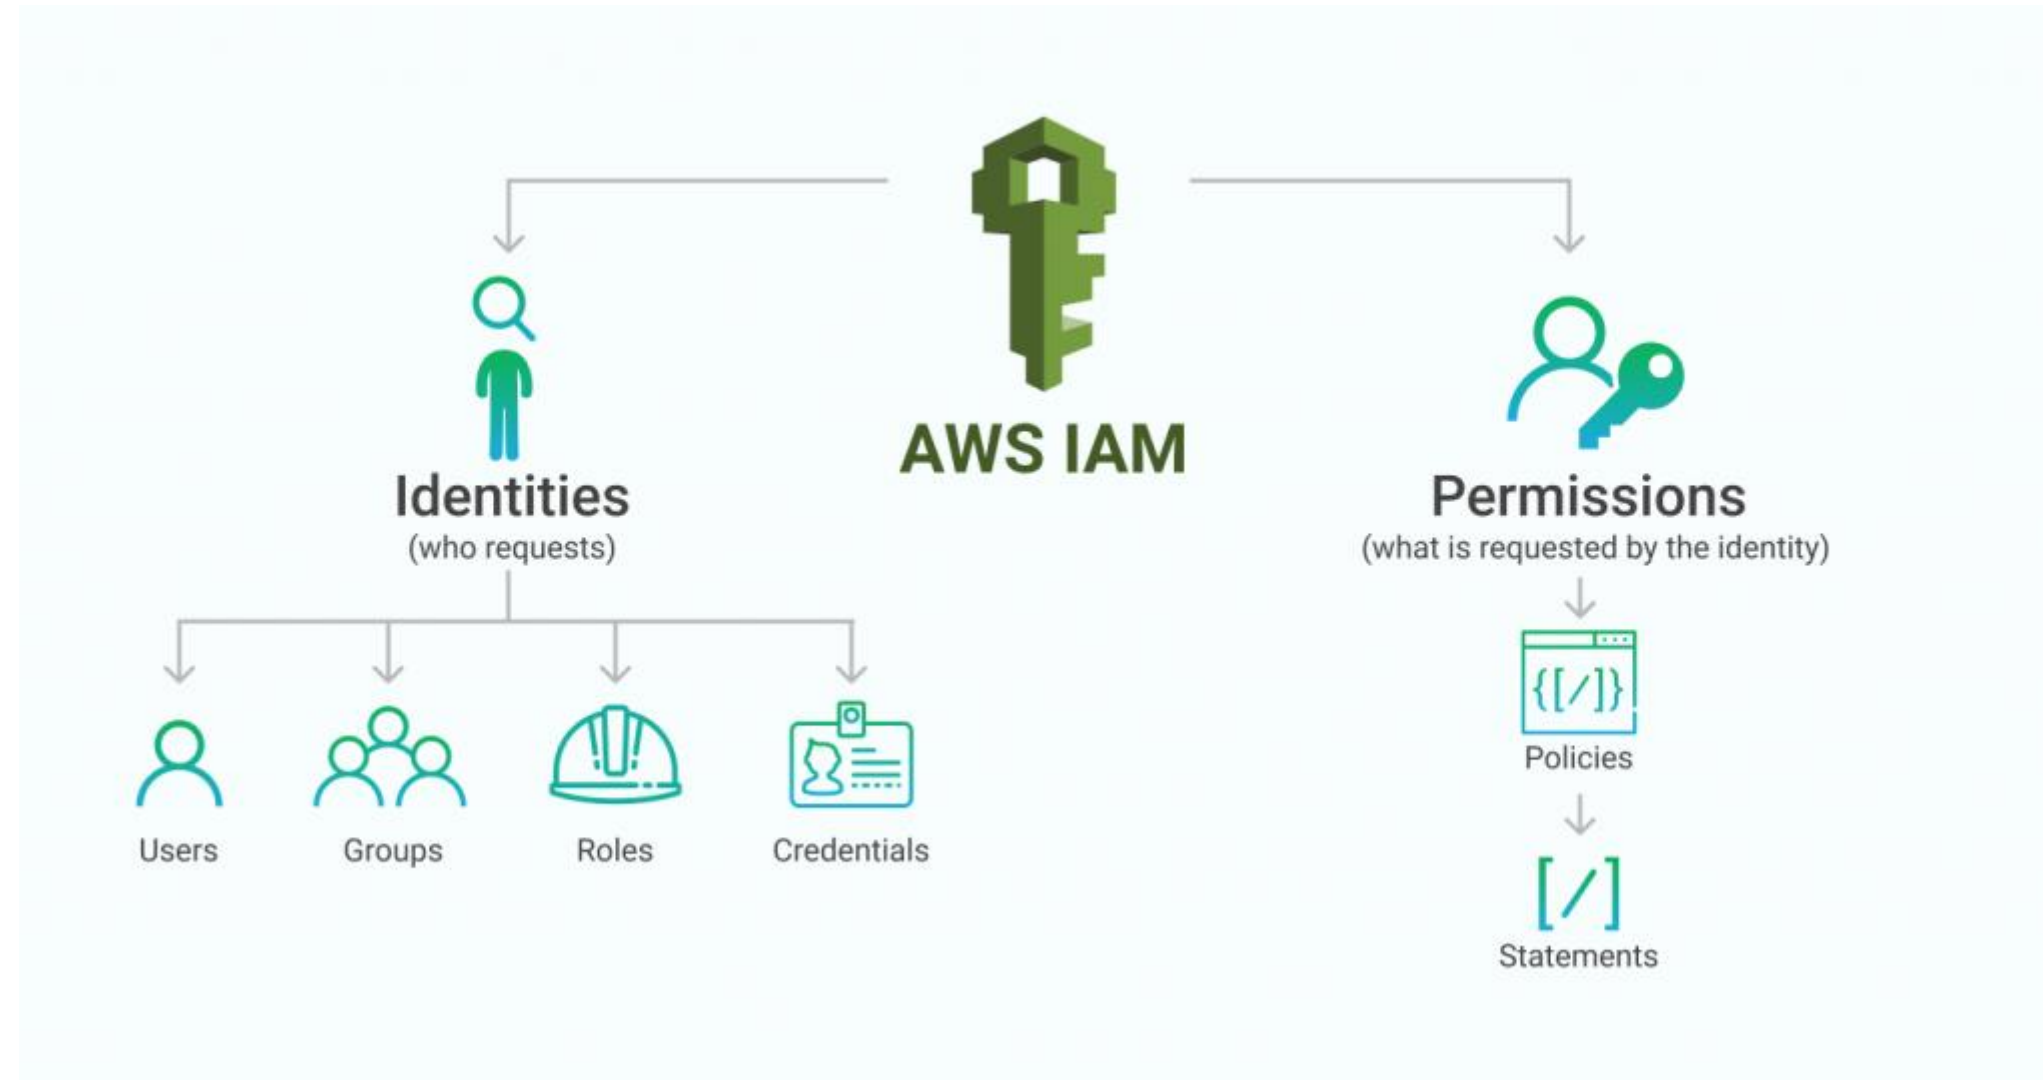 AWS IAM
Identities
(who requests)
Users
Groups
Roles
Credentials
Permissions
(what is requested by the identity)
{[/]}
Policies
[/]
Statements